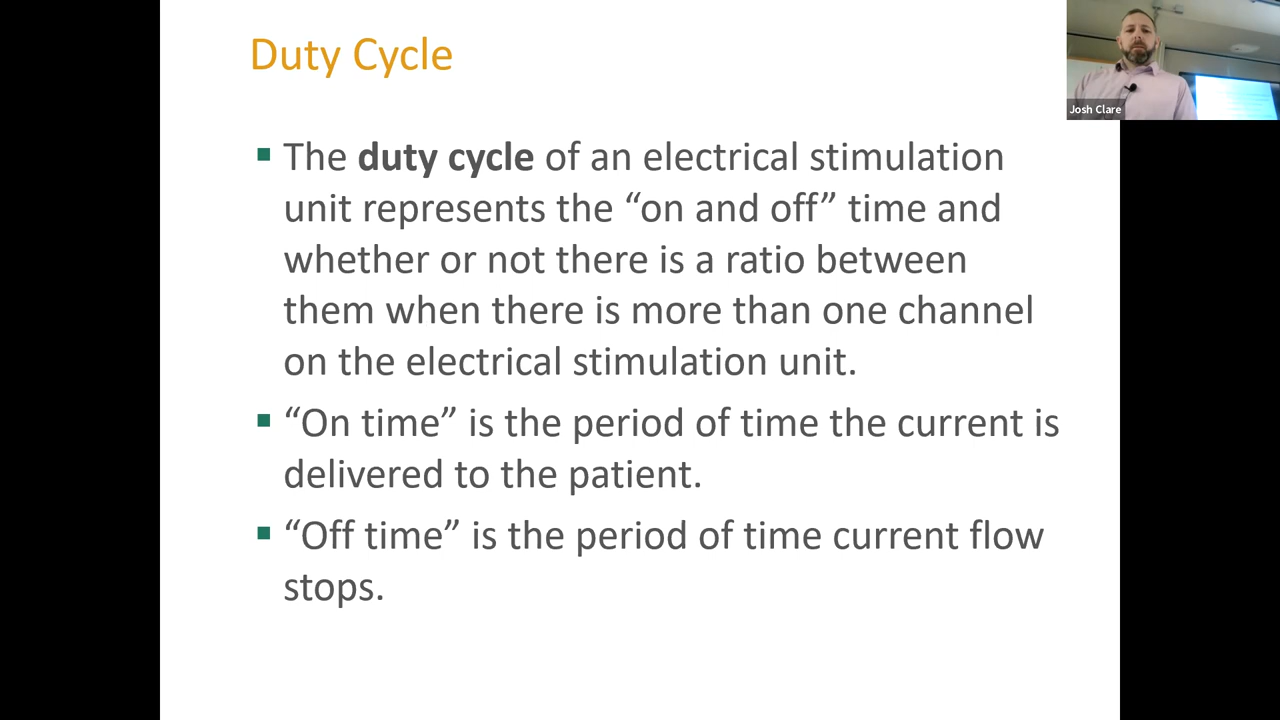 Duty Cycle
Josh Clare
▪ The duty cycle of an electrical stimulation
unit represents the “on and off” time and
whether or not there is a ratio between
them when there is more than one channel
on the electrical stimulation unit.
▪ “On time” is the period of time the current is
delivered to the patient.
▪ “Off time” is the period of time current flow
stops.